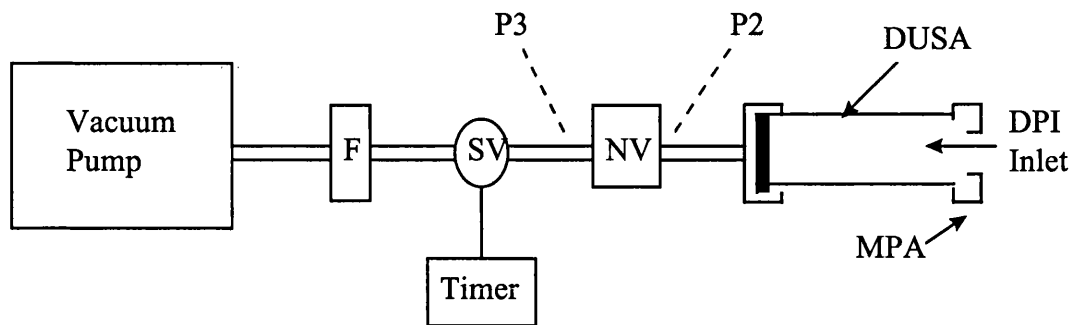 P3
P2
DUSA
Vacuum
Pump
F
SV
NV
DPI
Inlet
MPA
Timer